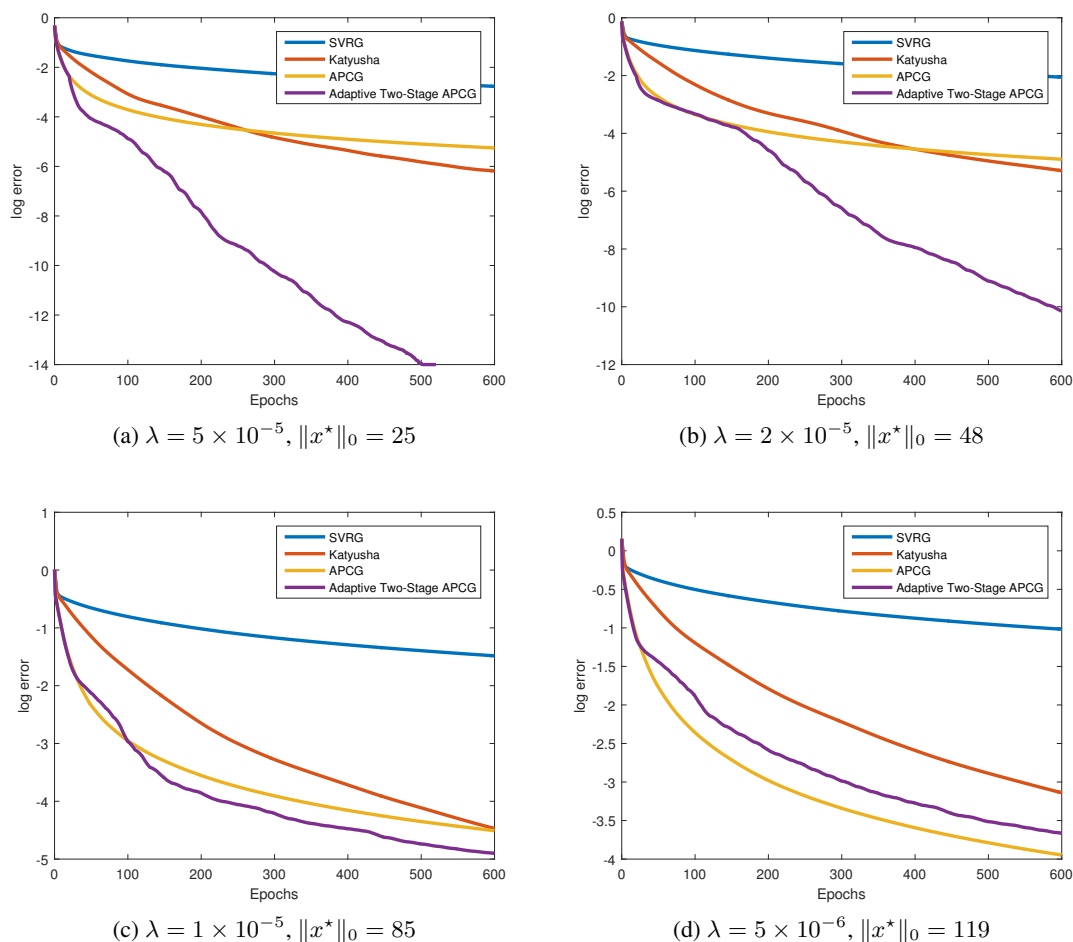 0
-2
-4
-6
-8
-10
-12
-14
log error
0 100 200 300 400 500 600
Epochs
SVRG
Katyusha
APCG
Adaptive Two-Stage APCG
(a) λ = 5 × 10⁻⁵, ‖x⋆‖₀ = 25
0
-2
-4
-6
-8
-10
-12
log error
0 100 200 300 400 500 600
Epochs
SVRG
Katyusha
APCG
Adaptive Two-Stage APCG
(b) λ = 2 × 10⁻⁵, ‖x⋆‖₀ = 48
1
0
-1
-2
-3
-4
-5
log error
0 100 200 300 400 500 600
Epochs
SVRG
Katyusha
APCG
Adaptive Two-Stage APCG
(c) λ = 1 × 10⁻⁵, ‖x⋆‖₀ = 85
0.5
0
-0.5
-1
-1.5
-2
-2.5
-3
-3.5
-4
log error
0 100 200 300 400 500 600
Epochs
SVRG
Katyusha
APCG
Adaptive Two-Stage APCG
(d) λ = 5 × 10⁻⁶, ‖x⋆‖₀ = 119